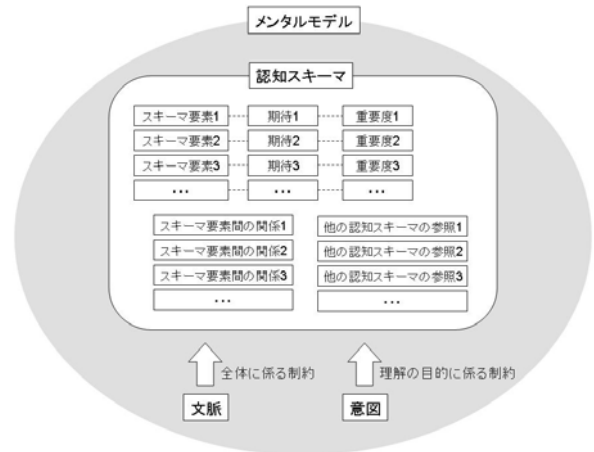 メンタルモデル
認知スキーマ
スキーマ要素1 期待1 重要度1
スキーマ要素2 期待2 重要度2
スキーマ要素3 期待3 重要度3
... ... ...
スキーマ要素間の関係1 他の認知スキーマの参照1
スキーマ要素間の関係2 他の認知スキーマの参照2
スキーマ要素間の関係3 他の認知スキーマの参照3
... ...
全体に係る制約 理解の目的に係る制約
文脈 意図